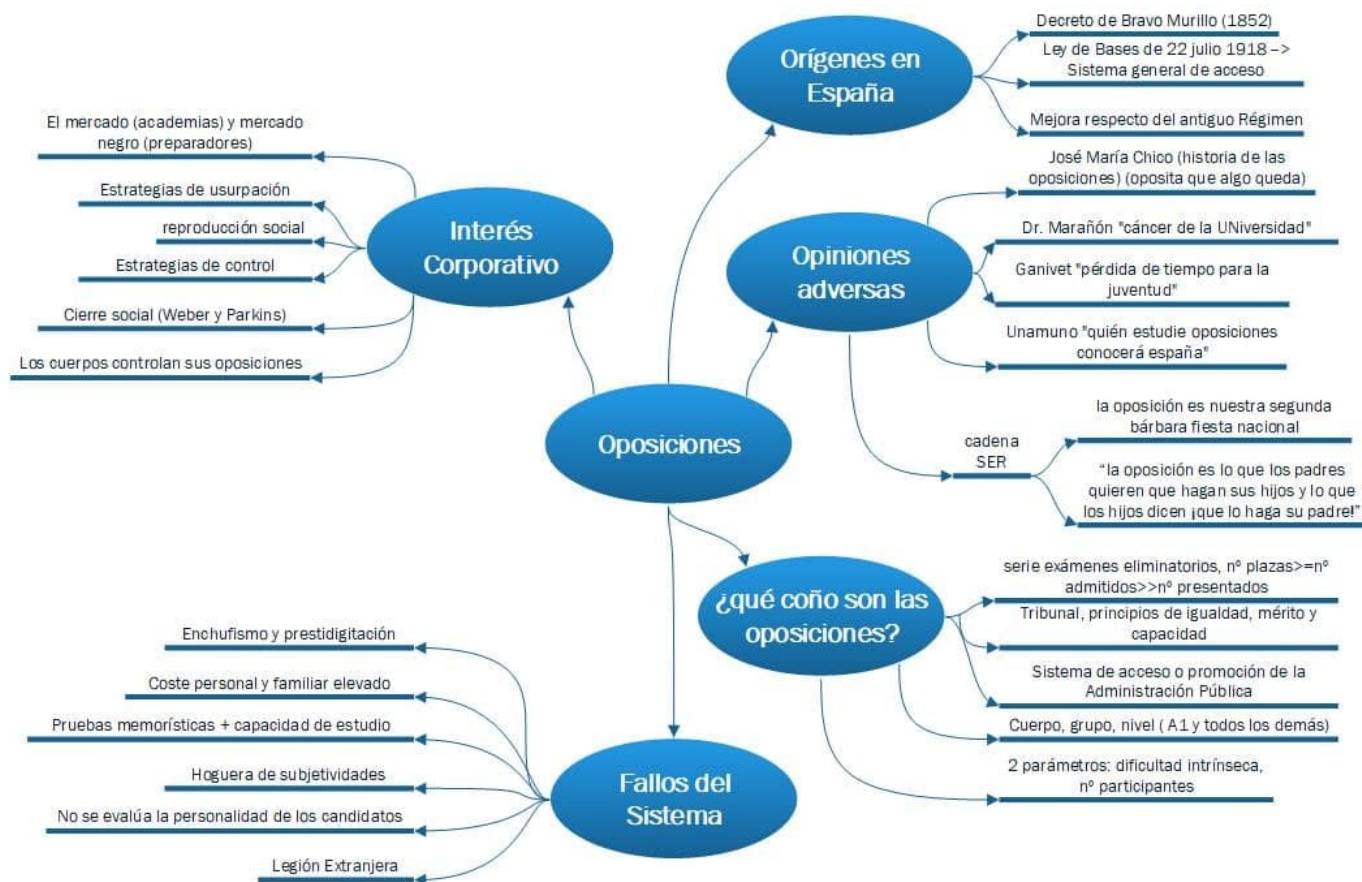 Oposiciones
Orígenes en
España
Decreto de Bravo Murillo (1852)
Ley de Bases de 22 julio 1918 –>
Sistema general de acceso
Mejora respecto del antiguo Régimen
Opiniones
adversas
José María Chico (historia de las
oposiciones) (oposita que algo queda)
Dr. Marañón "cáncer de la UNiversidad"
Ganivet "pérdida de tiempo para la
juventud"
Unamuno "quién estudie oposiciones
conocerá españa"
cadena
SER
la oposición es nuestra segunda
bárbara fiesta nacional
“la oposición es lo que los padres
quieren que hagan sus hijos y lo que
los hijos dicen ¡que lo haga su padre!”
¿qué coño son las
oposiciones?
serie exámenes eliminatorios, nº plazas>=nº
admitidos>>nº presentados
Tribunal, principios de igualdad, mérito y
capacidad
Sistema de acceso o promoción de la
Administración Pública
Cuerpo, grupo, nivel ( A1 y todos los demás)
2 parámetros: dificultad intrínseca,
nº participantes
Fallos del
Sistema
Enchufismo y prestidigitación
Coste personal y familiar elevado
Pruebas memorísticas + capacidad de estudio
Hoguera de subjetividades
No se evalúa la personalidad de los candidatos
Legión Extranjera
Interés
Corporativo
El mercado (academias) y mercado
negro (preparadores)
Estrategias de usurpación
reproducción social
Estrategias de control
Cierre social (Weber y Parkins)
Los cuerpos controlan sus oposiciones